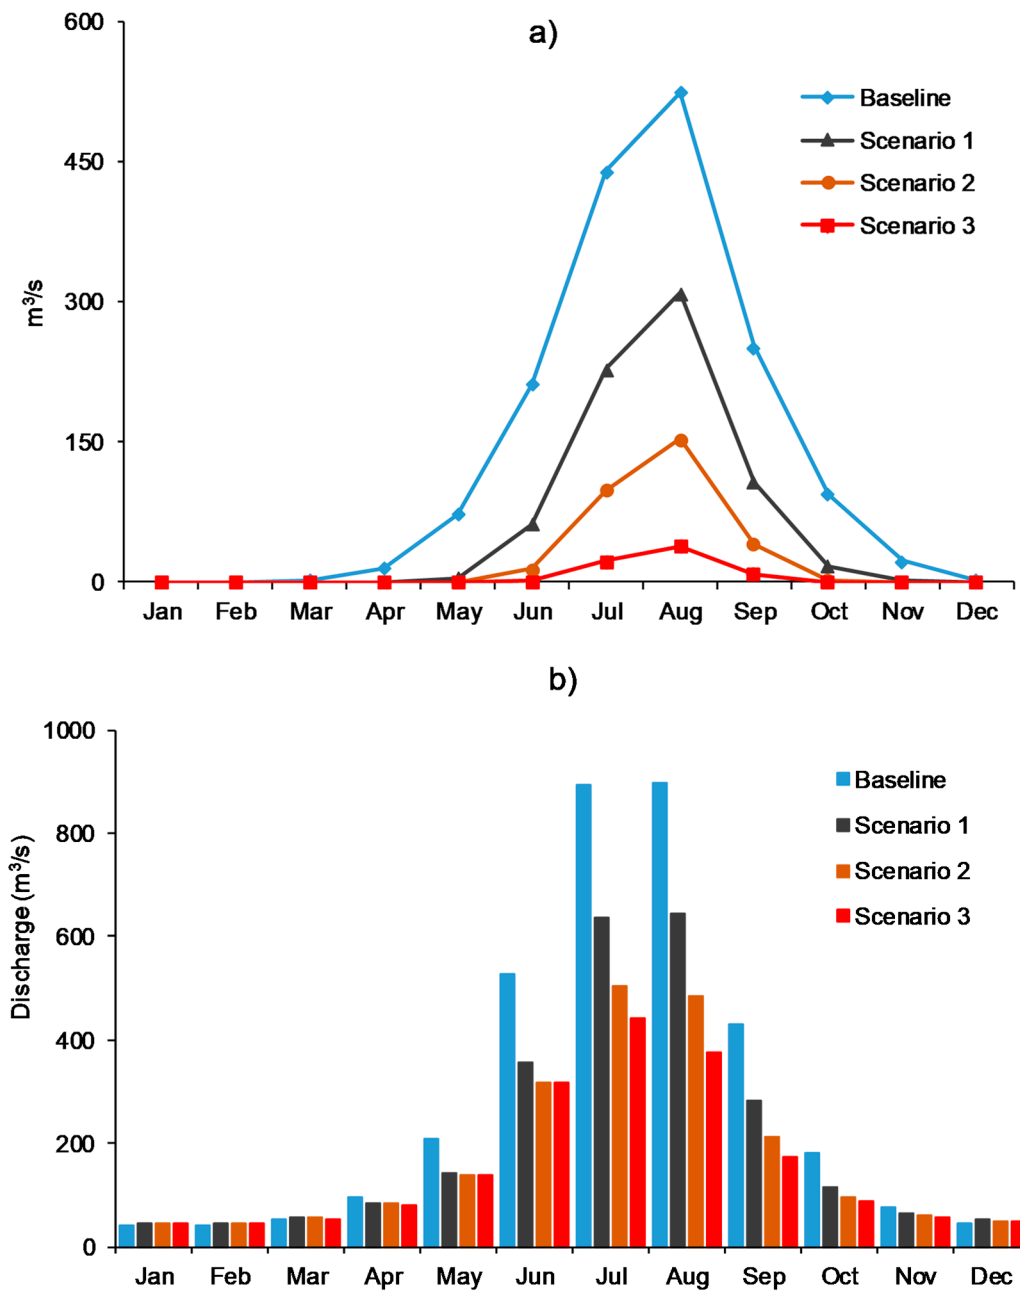 a)
600
450
300
150
0
m³/s
Baseline
Scenario 1
Scenario 2
Scenario 3
Jan Feb Mar Apr May Jun Jul Aug Sep Oct Nov Dec
b)
1000
800
600
400
200
0
Discharge (m³/s)
Baseline
Scenario 1
Scenario 2
Scenario 3
Jan Feb Mar Apr May Jun Jul Aug Sep Oct Nov Dec